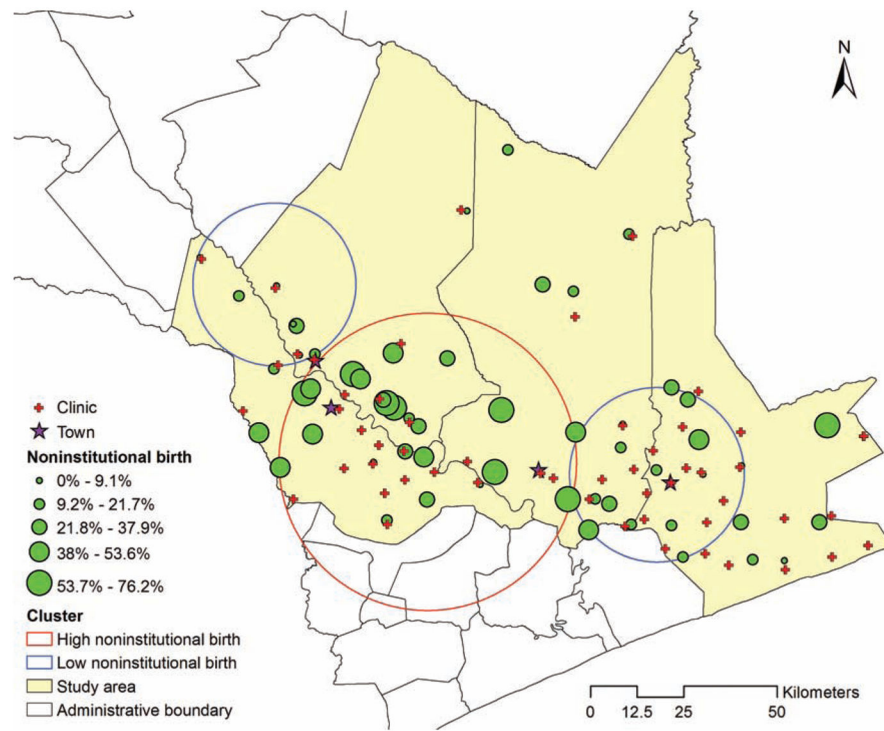 N
Clinic
Town
Noninstitutional birth
0% - 9.1%
9.2% - 21.7%
21.8% - 37.9%
38% - 53.6%
53.7% - 76.2%
Cluster
High noninstitutional birth
Low noninstitutional birth
Study area
Administrative boundary
Kilometers
0 12.5 25 50